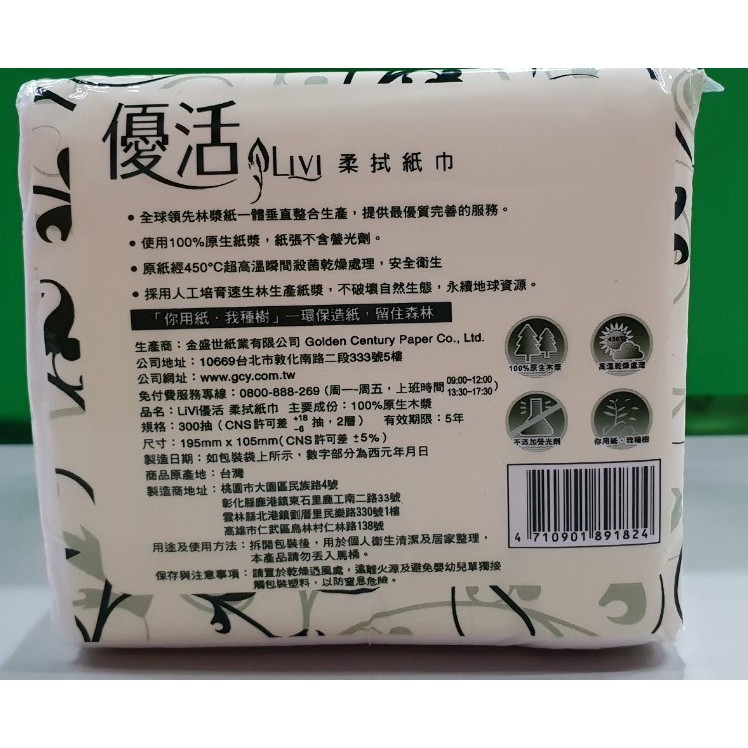 優活 LiVi 柔拭紙巾
• 全球領先林漿紙一體垂直整合生產，提供最優質完善的服務。
• 使用100%原生紙漿，紙張不含螢光劑。
• 原紙經450°C超高溫瞬間殺菌乾燥處理，安全衛生
• 採用人工培育速生林生產紙漿，不破壞自然生態，永續地球資源。
「你用紙‧我種樹」—環保造紙，留住森林
生產商：金盛世紙業有限公司 Golden Century Paper Co., Ltd.
公司地址：10669台北市敦化南路二段333號5樓
公司網址：www.gcy.com.tw
免付費服務專線：0800-888-269 (周一-周五，上班時間 09:00-12:00 13:30-17:30)
品名：LiVi優活 柔拭紙巾 主要成份：100%原生木漿
規格：300抽（CNS許可差 +18 -6 抽，2層） 有效期限：5年
尺寸：195mm x 105mm(CNS許可差 ±5%)
製造日期：如包裝袋上所示，數字部分為西元年月日
商品原產地：台灣
製造商地址：桃園市大園區民族路4號
彰化縣鹿港鎮東石里鹿工南二路33號
雲林縣北港鎮劉厝里民樂路330號1樓
高雄市仁武區烏林村仁林路138號
用途及使用方法：拆開包裝後，用於個人衛生清潔及居家整理，
本產品請勿丟入馬桶。
保存與注意事項：請置於乾燥透風處，遠離火源及避免嬰幼兒單獨接
觸包裝塑料，以防窒息危險。
100%原生木漿
450°C
高溫乾燥處理
不添加螢光劑
你用紙‧我種樹
4 710901 891824